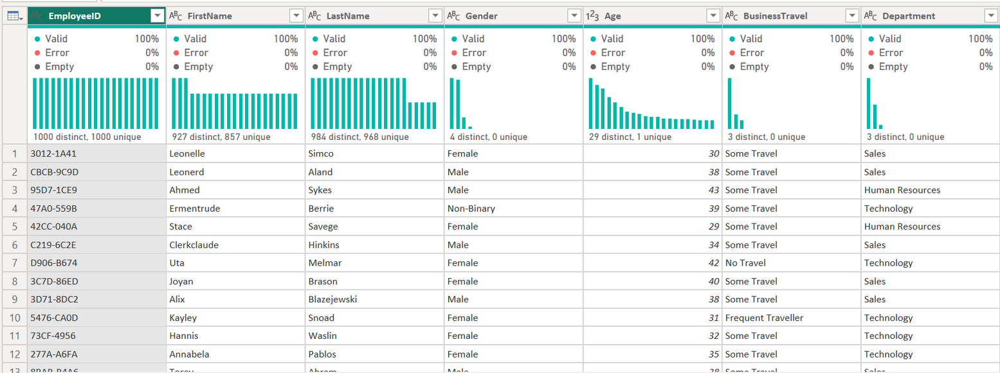 EmployeeID FirstName LastName Gender Age BusinessTravel Department
Valid 100% Valid 100% Valid 100% Valid 100% Valid 100% Valid 100% Valid 100%
Error 0% Error 0% Error 0% Error 0% Error 0% Error 0% Error 0%
Empty 0% Empty 0% Empty 0% Empty 0% Empty 0% Empty 0% Empty 0%
1000 distinct, 1000 unique 927 distinct, 857 unique 984 distinct, 968 unique 4 distinct, 0 unique 29 distinct, 1 unique 3 distinct, 0 unique 3 distinct, 0 unique
1 3012-1A41 Leonelle Simco Female 30 Some Travel Sales
2 CBCB-9C9D Leonerd Aland Male 38 Some Travel Sales
3 95D7-1CE9 Ahmed Sykes Male 43 Some Travel Human Resources
4 47A0-559B Ermentrude Berrie Non-Binary 39 Some Travel Technology
5 42CC-040A Stace Savege Female 29 Some Travel Human Resources
6 C219-6C2E Clerkclaude Hinkins Male 34 Some Travel Sales
7 D906-B674 Uta Melmar Female 42 No Travel Technology
8 3C7D-86ED Joyan Brason Female 40 Some Travel Sales
9 3D71-8DC2 Alix Blazejewski Male 38 Some Travel Sales
10 5476-CA0D Kayley Snoad Female 31 Frequent Traveller Technology
11 73CF-4956 Hannis Waslin Female 32 Some Travel Technology
12 277A-A6FA Annabela Pablos Female 35 Some Travel Technology
13 Male Some Travel Sales